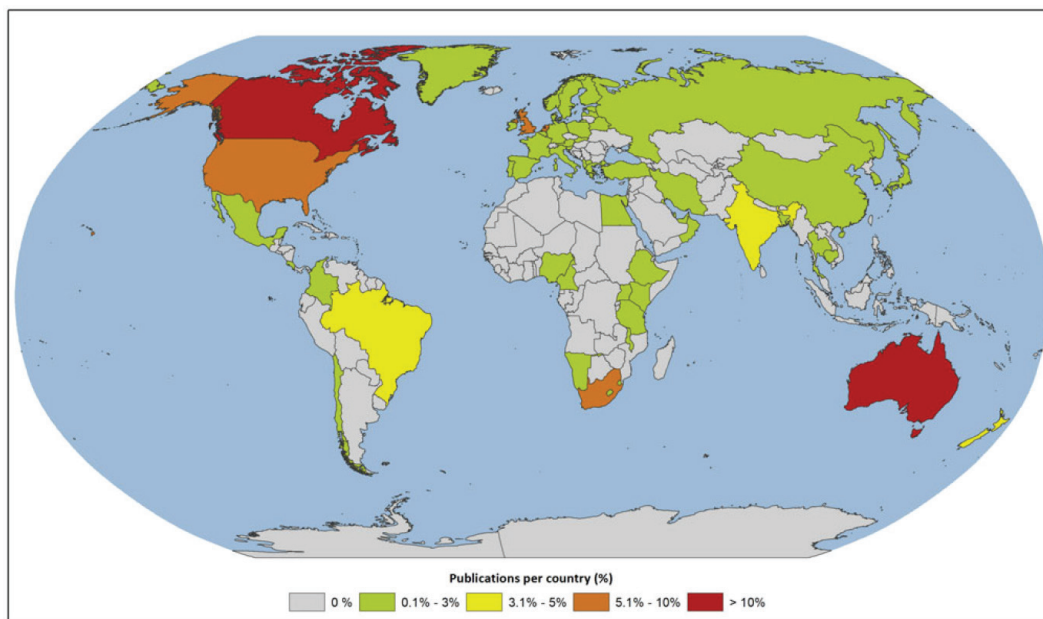 Publications per country (%)
0 % 0.1% - 3% 3.1% - 5% 5.1% - 10% > 10%